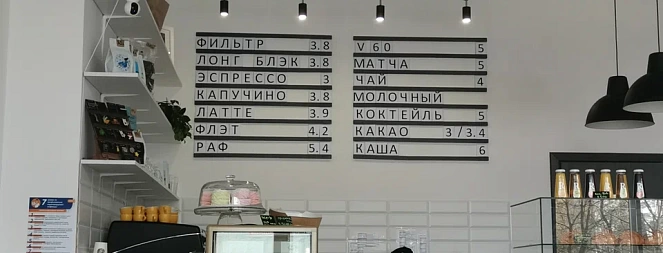 ФИЛЬТР 3.8
ЛОНГ БЛЭК 3.8
ЭСПРЕССО 3
КАПУЧИНО 3.8
ЛАТТЕ 3.9
ФЛЭТ 4.2
РАФ 5.4
V60 5
МАТЧА 5
ЧАЙ 4
МОЛОЧНЫЙ
КОКТЕЙЛЬ 5
КАКАО 3/3.4
КАША 6
7